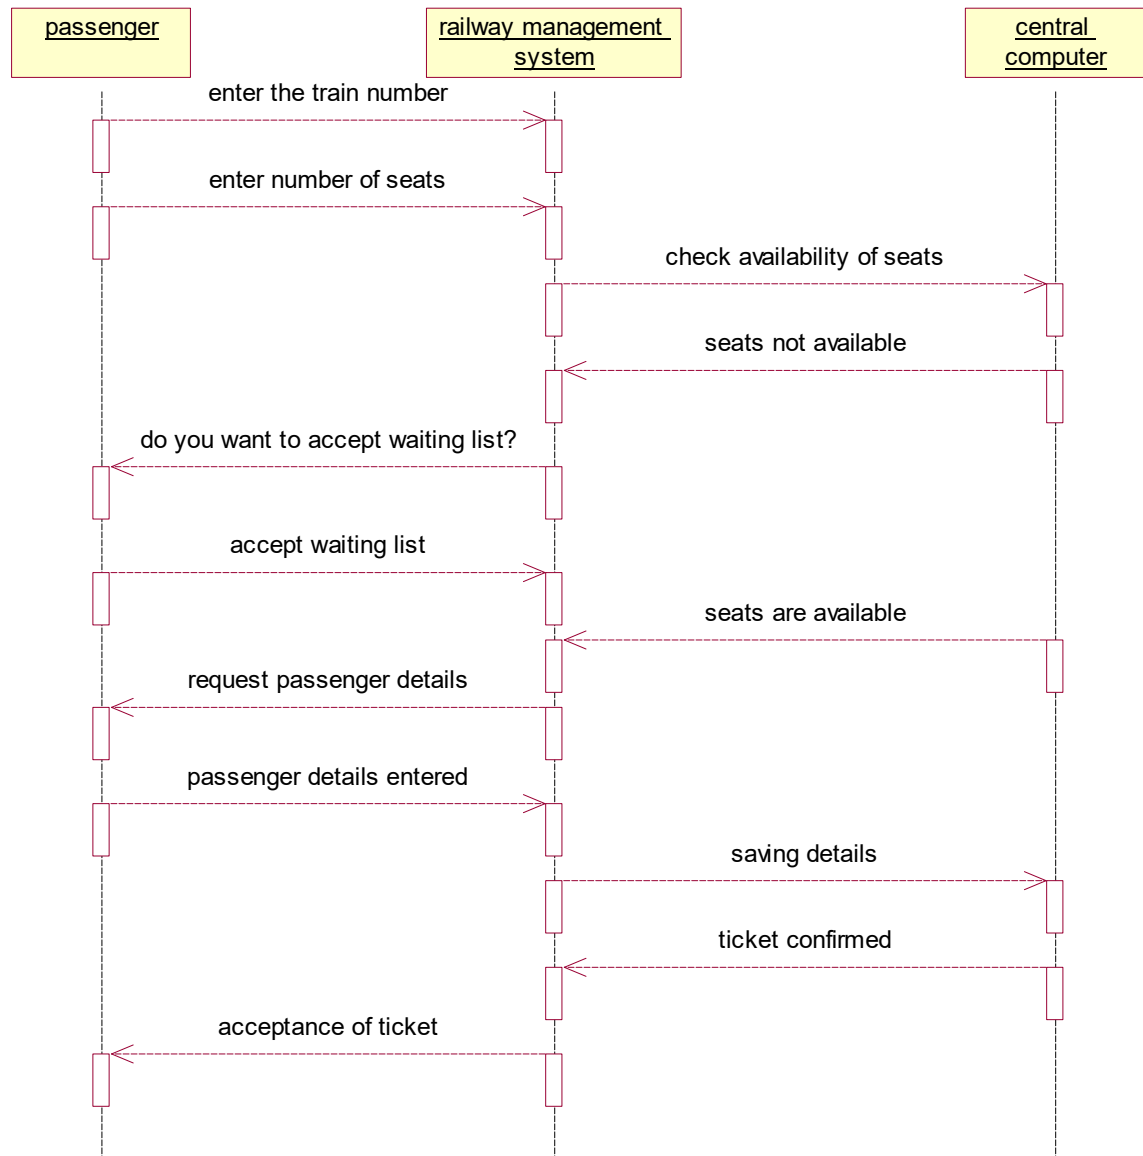 passenger
railway management
system
central
computer
enter the train number
enter number of seats
check availability of seats
seats not available
do you want to accept waiting list?
accept waiting list
seats are available
request passenger details
passenger details entered
saving details
ticket confirmed
acceptance of ticket